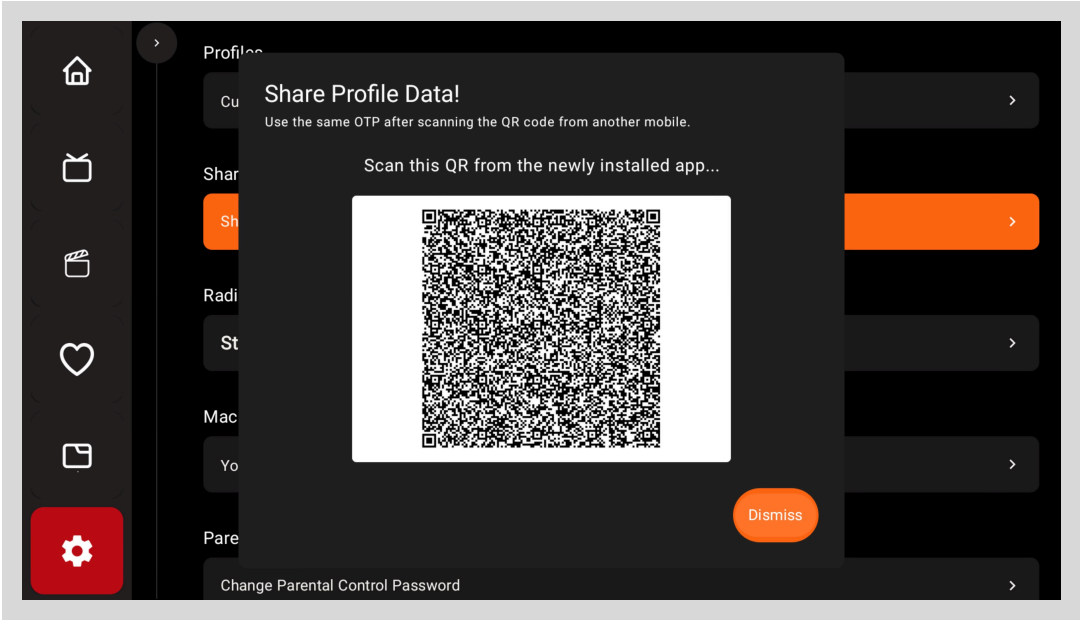 Profiles
Cu
Share Profile Data!
Use the same OTP after scanning the QR code from another mobile.
Scan this QR from the newly installed app...
Shar
Sh
Radi
St
Mac
Yo
Dismiss
Pare
Change Parental Control Password